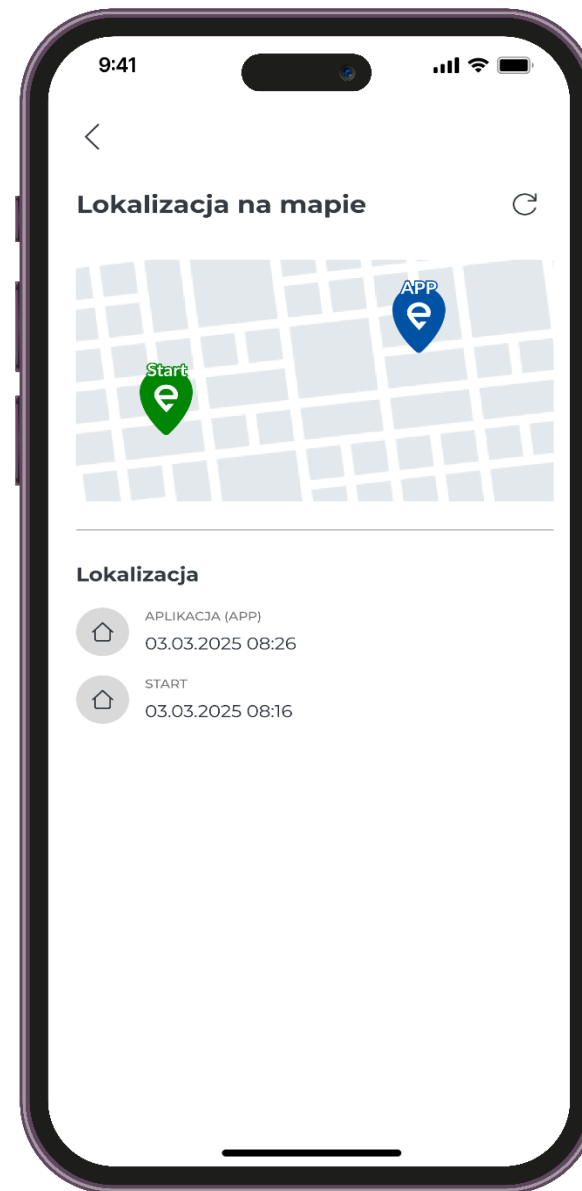 9:41
Lokalizacja na mapie
APP
e
Start
e
Lokalizacja
APLIKACJA (APP)
03.03.2025 08:26
START
03.03.2025 08:16